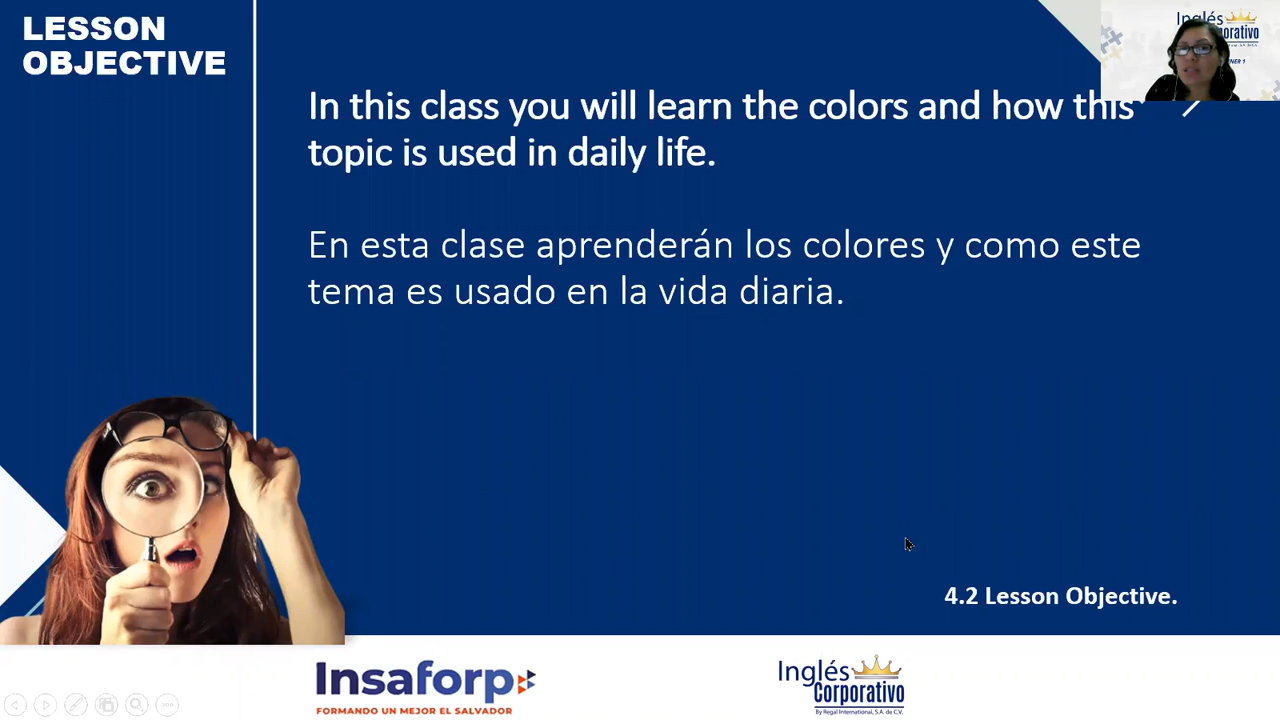 LESSON
OBJECTIVE
In this class you will learn the colors and how this
topic is used in daily life.
En esta clase aprenderán los colores y como este
tema es usado en la vida diaria.
4.2 Lesson Objective.
Insaforp
FORMANDO UN MEJOR EL SALVADOR
Inglés
Corporativo
By Regal International, S.A. de C.V.
Inglés